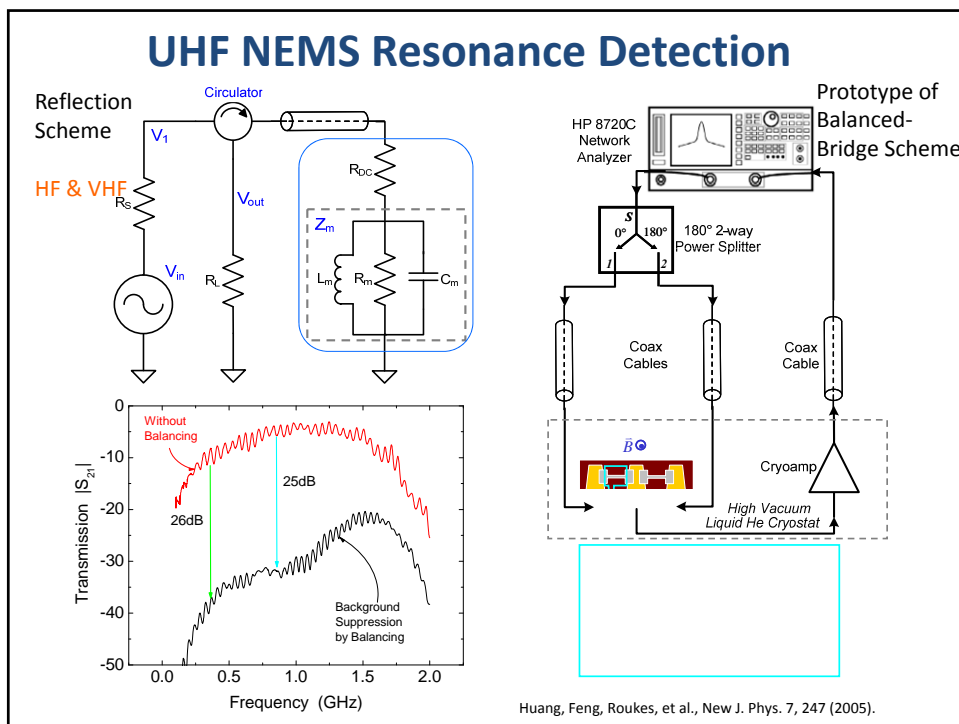 UHF NEMS Resonance Detection
Reflection
Scheme
HF & VHF
Circulator
V1
RS
Vin
Vout
RL
RDC
Zm
Lm
Rm
Cm
Prototype of
Balanced-
Bridge Scheme
HP 8720C
Network
Analyzer
S
0° 180°
1 2
180° 2-way
Power Splitter
Coax
Cables
Coax
Cable
B
Cryoamp
High Vacuum
Liquid He Cryostat
Transmission |S21|
0
-10
-20
-30
-40
-50
Without
Balancing
26dB
25dB
Background
Suppression
by Balancing
0.5 1.0 1.5 2.0
Frequency (GHz)
Huang, Feng, Roukes, et al., New J. Phys. 7, 247 (2005).